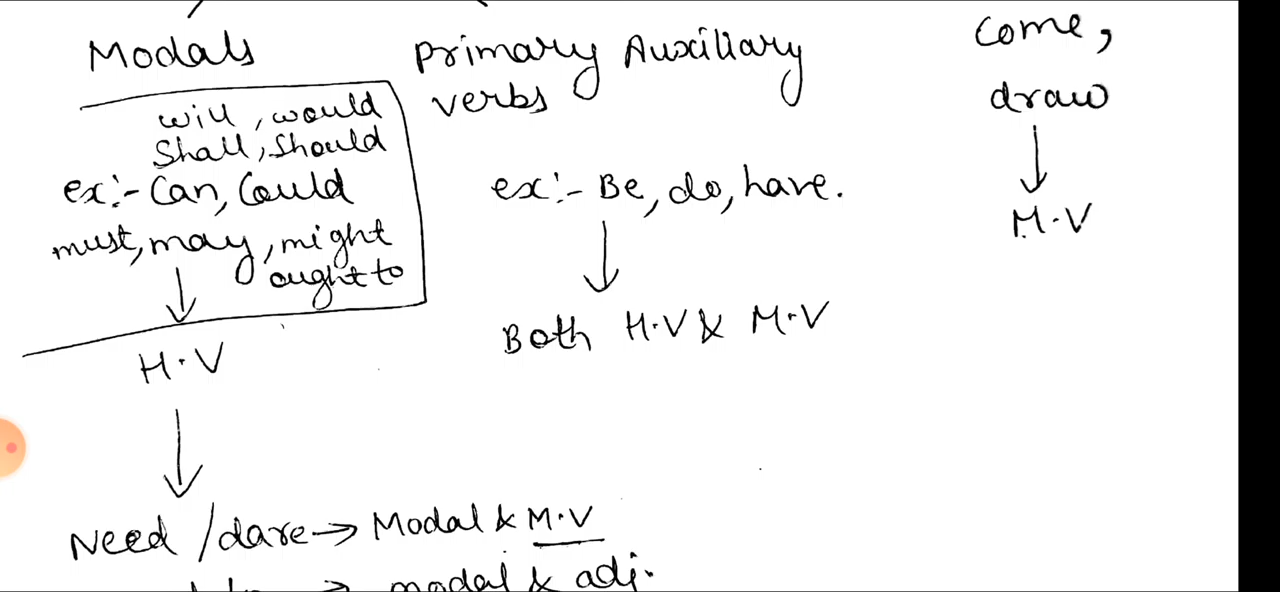 Modals
will, would
Shall, Should
ex:- Can, Could
must, may, might
ought to
H.V
Primary Auxiliary
verbs
ex:- Be, do, have.
Both H.V & M.V
Come,
draw
M.V
Need /dare → Modal & M.V
→ modal & adj.